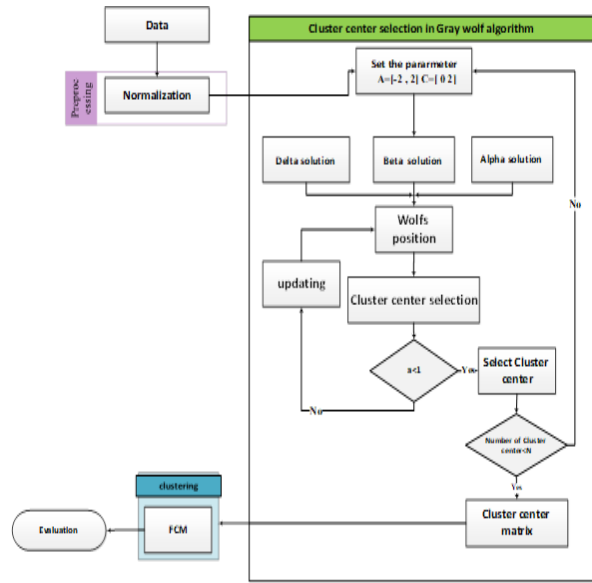 Data
Cluster center selection in Gray wolf algorithm
Set the pararmeter
A=[-2 , 2] C=[ 0 2]
Preproc
essing
Normalization
Delta solution
Beta solution
Alpha solution
No
Wolfs
position
updating
Cluster center selection
a<1
Yes
Select Cluster
center
No
Number of Cluster
center<N
Yes
clustering
FCM
Evaluation
Cluster center
matrix